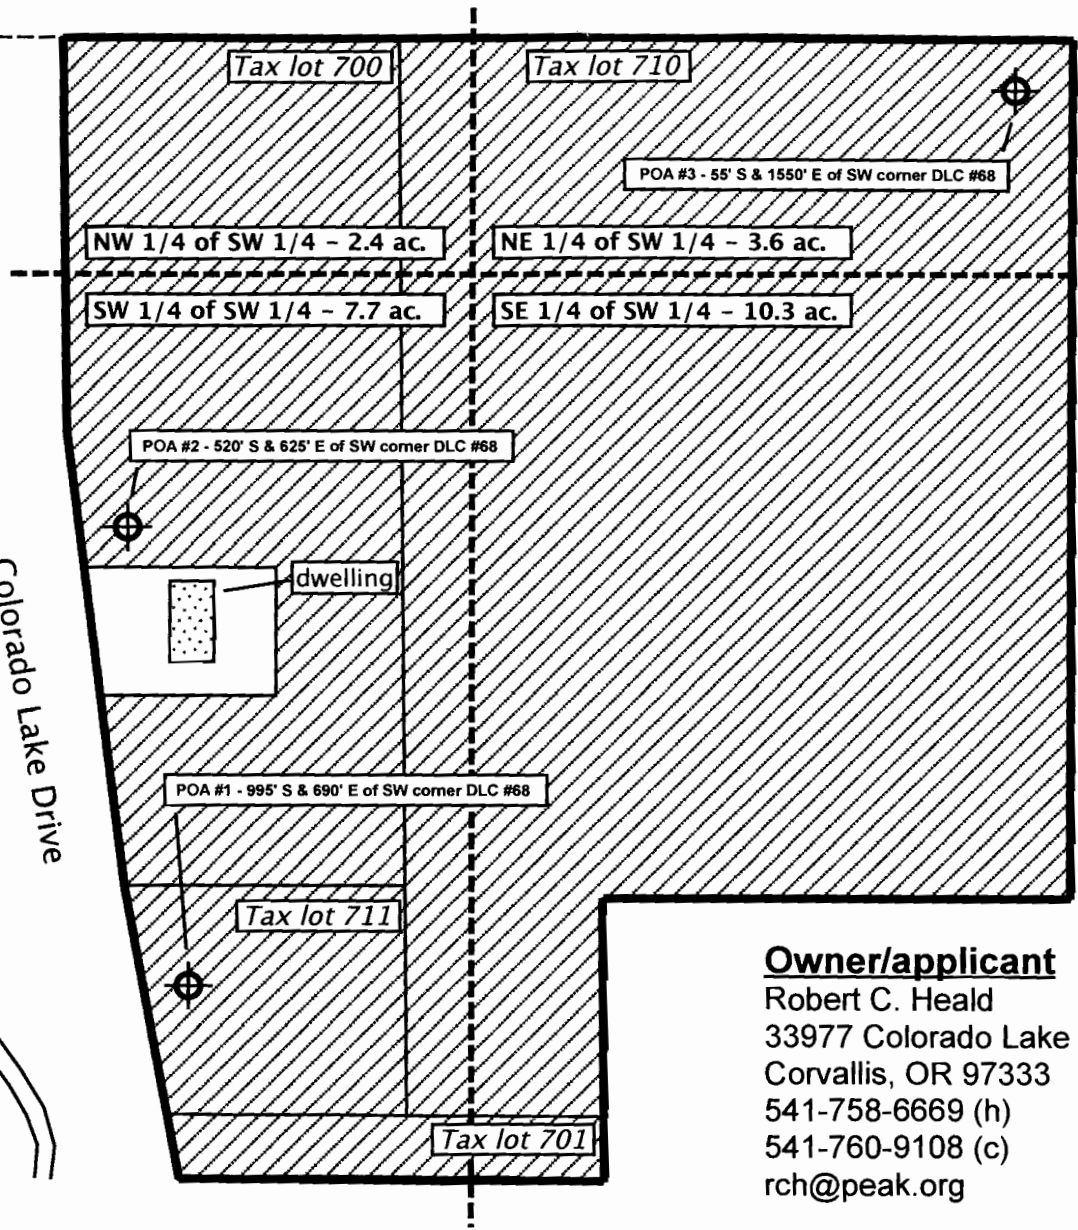 Tax lot 700
Tax lot 710
POA #3 - 55' S & 1550' E of SW corner DLC #68
NW 1/4 of SW 1/4 - 2.4 ac.
NE 1/4 of SW 1/4 - 3.6 ac.
SW 1/4 of SW 1/4 - 7.7 ac.
SE 1/4 of SW 1/4 - 10.3 ac.
POA #2 - 520' S & 625' E of SW corner DLC #68
dwelling
Colorado Lake Drive
POA #1 - 995' S & 690' E of SW corner DLC #68
Tax lot 711
Tax lot 701
Owner/applicant
Robert C. Heald
33977 Colorado Lake
Corvallis, OR 97333
541-758-6669 (h)
541-760-9108 (c)
rch@peak.org